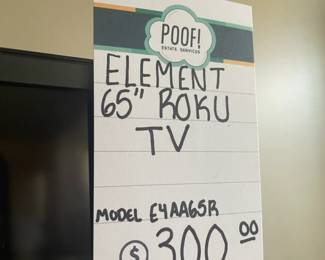 POOF!
ESTATE SERVICES
ELEMENT
65" ROKU
TV
MODEL E4AA65R
$ 300 00